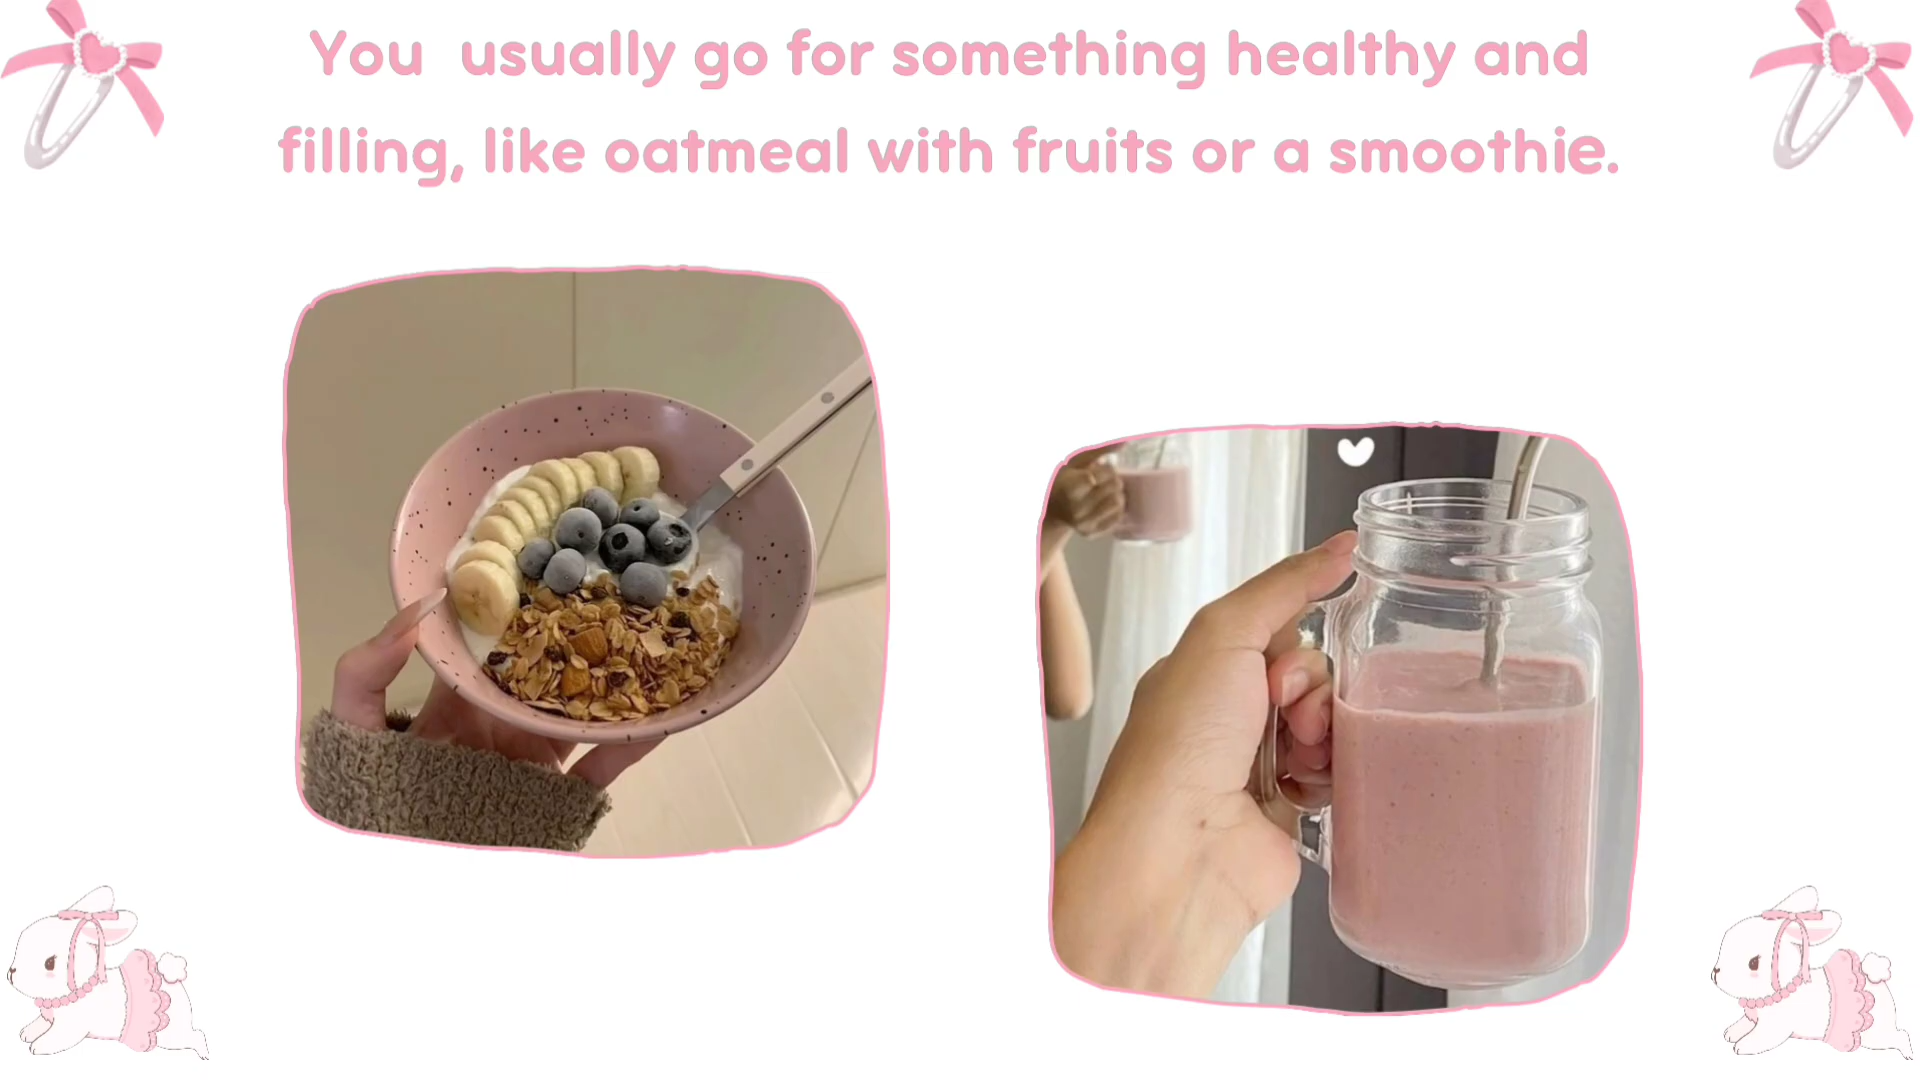 You  usually go for something healthy and
filling, like oatmeal with fruits or a smoothie.